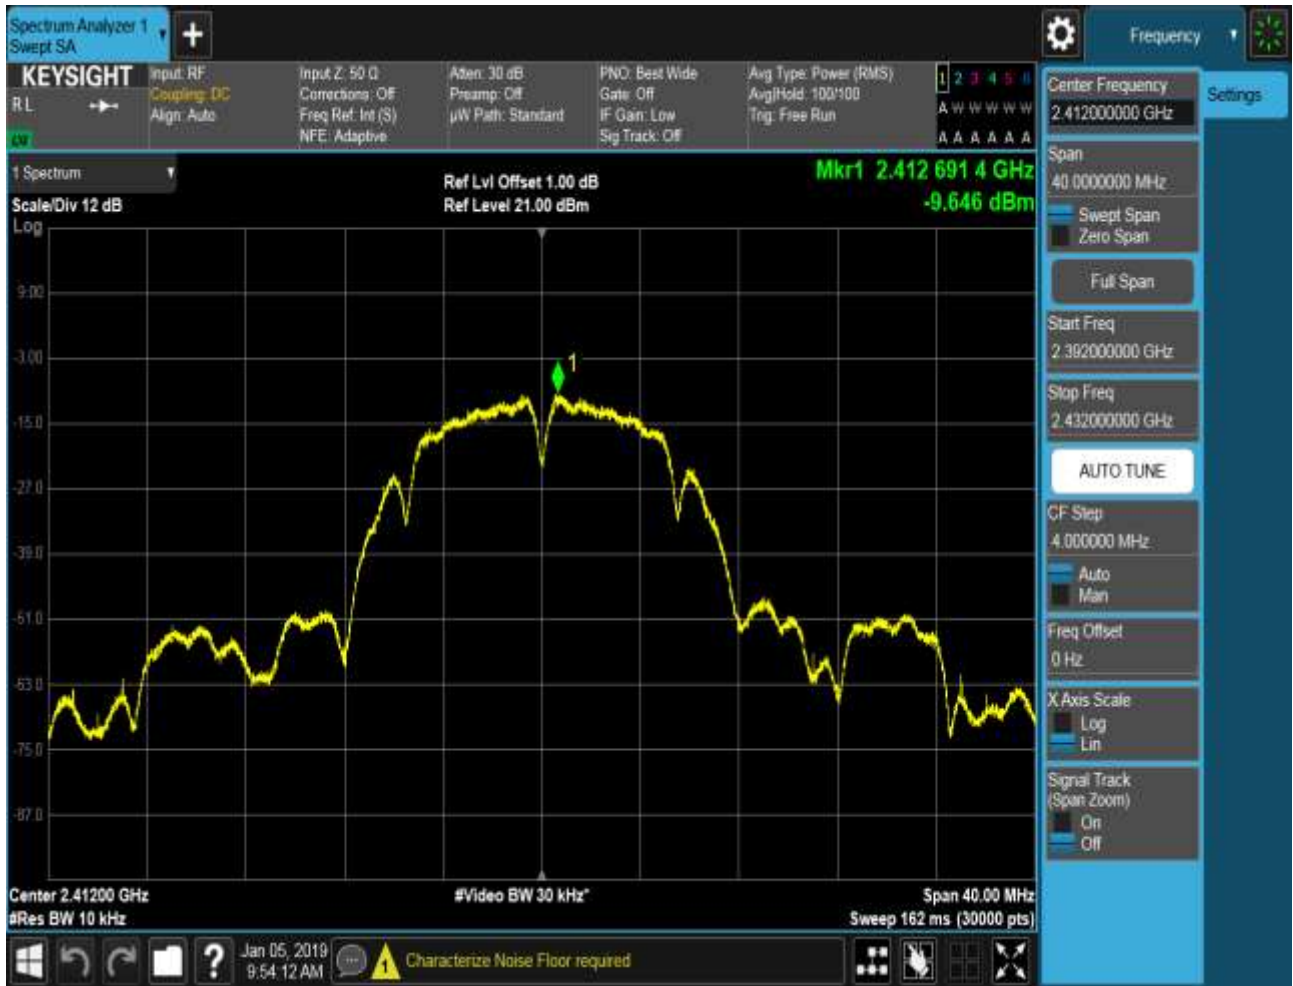 Spectrum Analyzer 1
Swept SA
+
Frequency
KEYSIGHT
R L
Input: RF
Coupling: DC
Align: Auto
Input Z: 50 Ω
Corrections: Off
Freq Ref: Int (S)
NFE: Adaptive
Atten: 30 dB
Preamp: Off
µW Path: Standard
PNO: Best Wide
Gate: Off
IF Gain: Low
Sig Track: Off
Avg Type: Power (RMS)
Avg|Hold: 100/100
Trig: Free Run
1 2 3 4 5 6
A W W W W W
A A A A A A
1 Spectrum
Scale/Div 12 dB
Log
Ref Lvl Offset 1.00 dB
Ref Level 21.00 dBm
Mkr1 2.412 691 4 GHz
-9.646 dBm
1
9.00
-3.00
-15.0
-27.0
-39.0
-51.0
-63.0
-75.0
-87.0
Center 2.41200 GHz
#Res BW 10 kHz
#Video BW 30 kHz*
Span 40.00 MHz
Sweep 162 ms (30000 pts)
Center Frequency
2.412000000 GHz
Settings
Span
40.0000000 MHz
Swept Span
Zero Span
Full Span
Start Freq
2.392000000 GHz
Stop Freq
2.432000000 GHz
AUTO TUNE
CF Step
4.000000 MHz
Auto
Man
Freq Offset
0 Hz
X Axis Scale
Log
Lin
Signal Track
(Span Zoom)
On
Off
?
Jan 05, 2019
9:54:12 AM
1
Characterize Noise Floor required